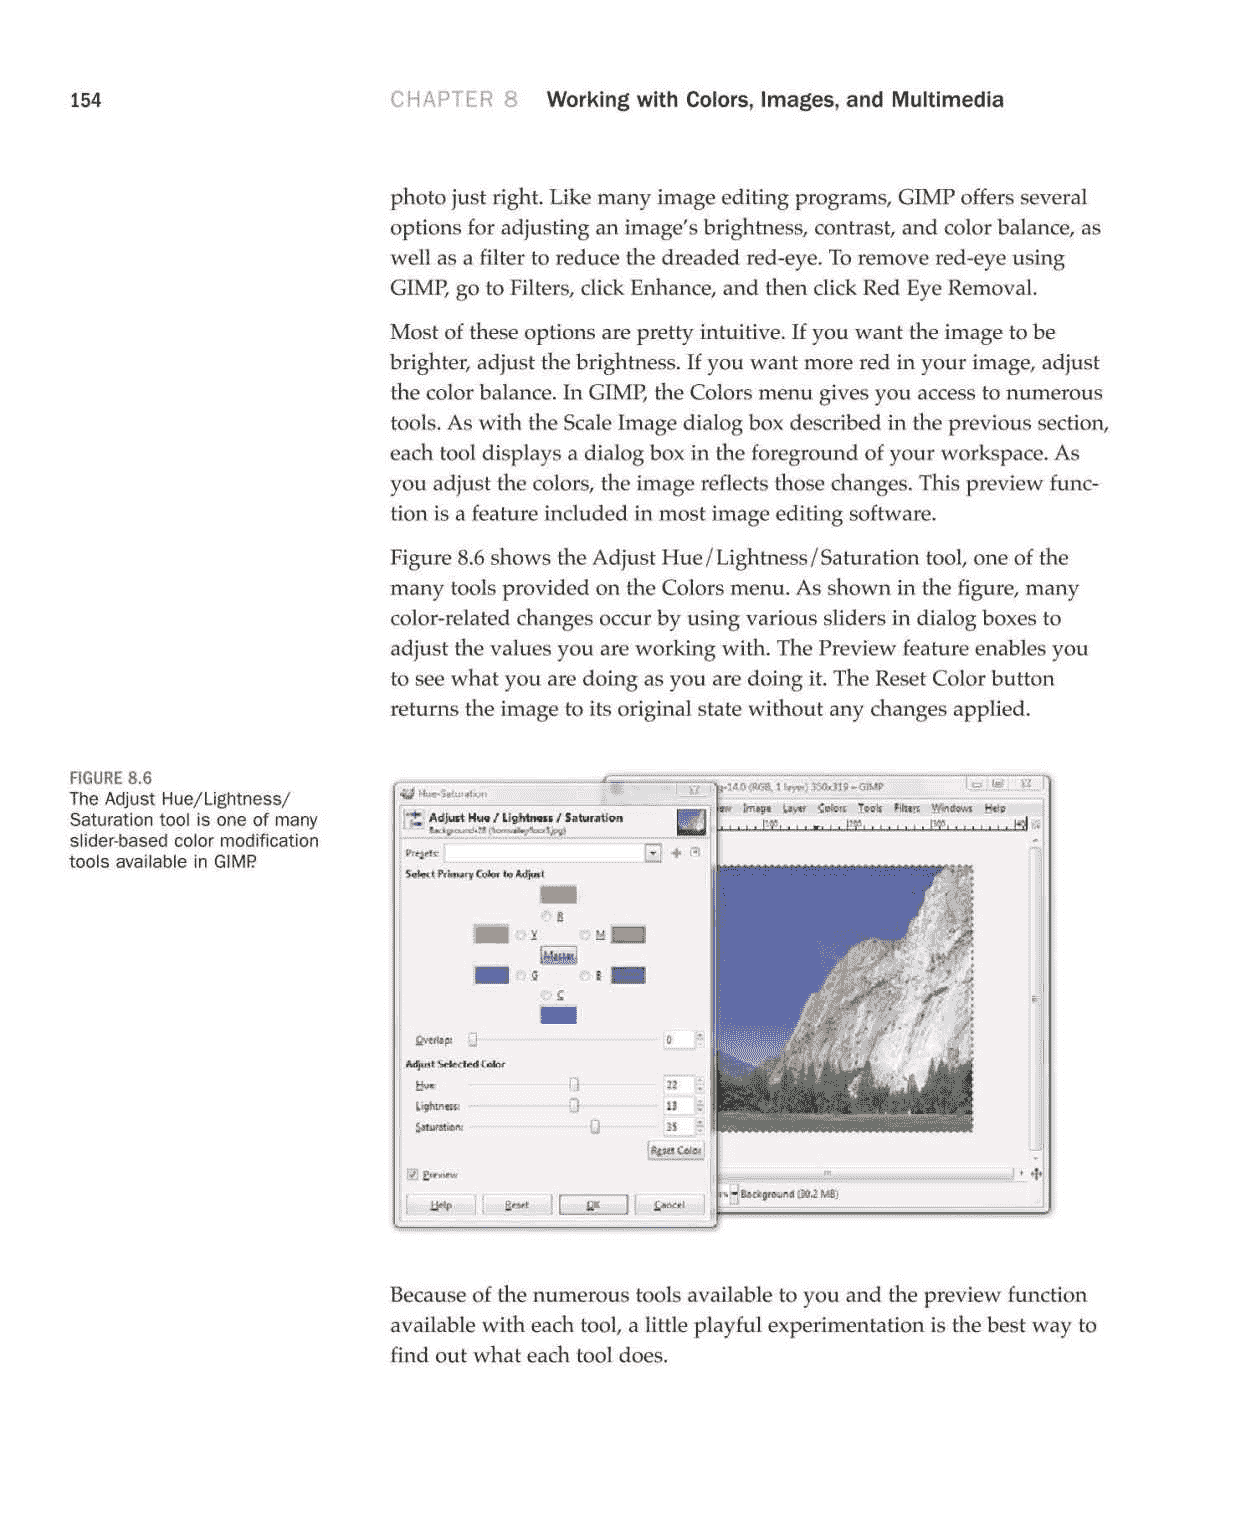 154
CHAPTER 8 Working with Colors, Images, and Multimedia
photo just right. Like many image editing programs, GIMP offers several
options for adjusting an image's brightness, contrast, and color balance, as
well as a filter to reduce the dreaded red-eye. To remove red-eye using
GIMP, go to Filters, click Enhance, and then click Red Eye Removal.
Most of these options are pretty intuitive. If you want the image to be
brighter, adjust the brightness. If you want more red in your image, adjust
the color balance. In GIMP, the Colors menu gives you access to numerous
tools. As with the Scale Image dialog box described in the previous section,
each tool displays a dialog box in the foreground of your workspace. As
you adjust the colors, the image reflects those changes. This preview func-
tion is a feature included in most image editing software.
Figure 8.6 shows the Adjust Hue/Lightness/Saturation tool, one of the
many tools provided on the Colors menu. As shown in the figure, many
color-related changes occur by using various sliders in dialog boxes to
adjust the values you are working with. The Preview feature enables you
to see what you are doing as you are doing it. The Reset Color button
returns the image to its original state without any changes applied.
FIGURE 8.6
The Adjust Hue/Lightness/
Saturation tool is one of many
slider-based color modification
tools available in GIMP.
Hue-Saturation
Adjust Hue / Lightness / Saturation
Presets:
Select Primary Color to Adjust
R
Y M
Master
G B
C
Overlap: 0
Adjust Selected Color
Hue: 22
Lightness: 13
Saturation: 35
Reset Color
Preview
Help Reset OK Cancel
-14.0 (RGB, 1 layer) 350x319 – GIMP
Image Layer Colors Tools Filters Windows Help
Background (30.2 MB)
Because of the numerous tools available to you and the preview function
available with each tool, a little playful experimentation is the best way to
find out what each tool does.